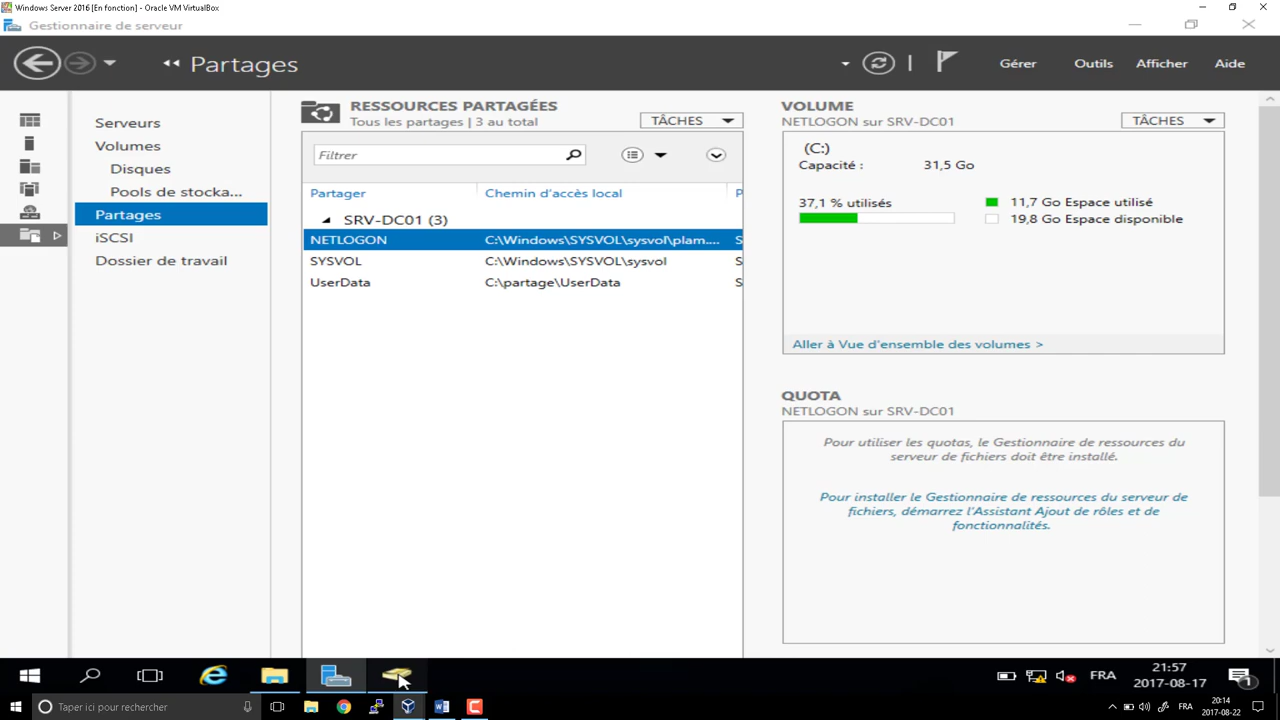 Windows Server 2016 [En fonction] - Oracle VM VirtualBox
Gestionnaire de serveur
Partages
Gérer
Outils
Afficher
Aide
Serveurs
Volumes
Disques
Pools de stocka...
Partages
iSCSI
Dossier de travail
RESSOURCES PARTAGÉES
Tous les partages | 3 au total
TÂCHES
Filtrer
Partager
Chemin d'accès local
P
SRV-DC01 (3)
NETLOGON
C:\Windows\SYSVOL\sysvol\plam....
S
SYSVOL
C:\Windows\SYSVOL\sysvol
S
UserData
C:\partage\UserData
S
VOLUME
NETLOGON sur SRV-DC01
TÂCHES
(C:)
Capacité :
31,5 Go
37,1 % utilisés
11,7 Go Espace utilisé
19,8 Go Espace disponible
Aller à Vue d'ensemble des volumes >
QUOTA
NETLOGON sur SRV-DC01
Pour utiliser les quotas, le Gestionnaire de ressources du
serveur de fichiers doit être installé.
Pour installer le Gestionnaire de ressources du serveur de
fichiers, démarrez l'Assistant Ajout de rôles et de
fonctionnalités.
FRA
21:57
2017-08-17
1
Taper ici pour rechercher
FRA
20:14
2017-08-22